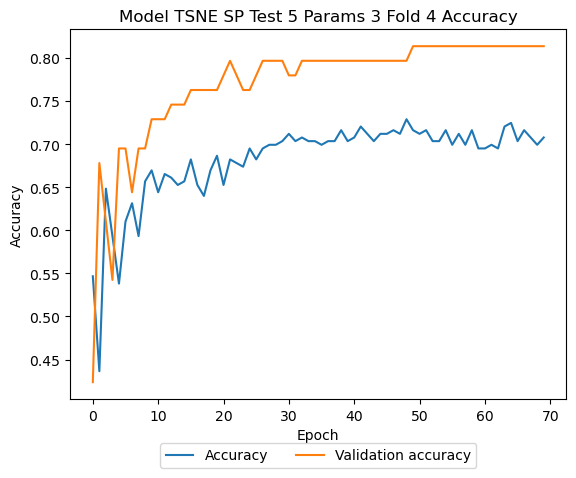 Model TSNE SP Test 5 Params 3 Fold 4 Accuracy
0.80
0.75
0.70
0.65
0.60
0.55
0.50
0.45
Accuracy
0 10 20 30 40 50 60 70
Epoch
Accuracy Validation accuracy